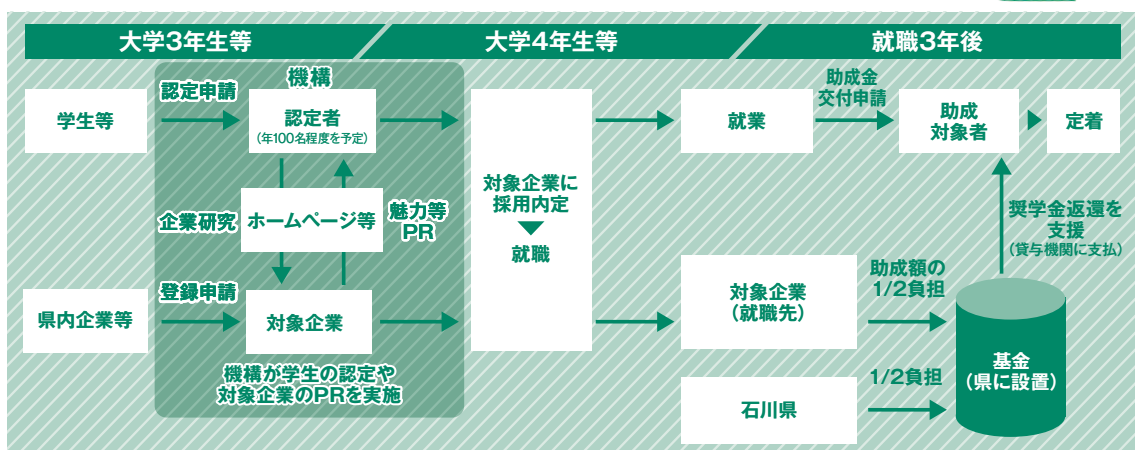 大学3年生等
大学4年生等
就職3年後
学生等
認定申請
機構
認定者
(年100名程度を予定)
企業研究
ホームページ等
魅力等
PR
県内企業等
登録申請
対象企業
機構が学生の認定や
対象企業のPRを実施
対象企業に
採用内定
就職
就業
助成金
交付申請
助成
対象者
定着
奨学金返還を
支援
(貸与機関に支払)
対象企業
(就職先)
助成額の
1/2負担
石川県
1/2負担
基金
(県に設置)